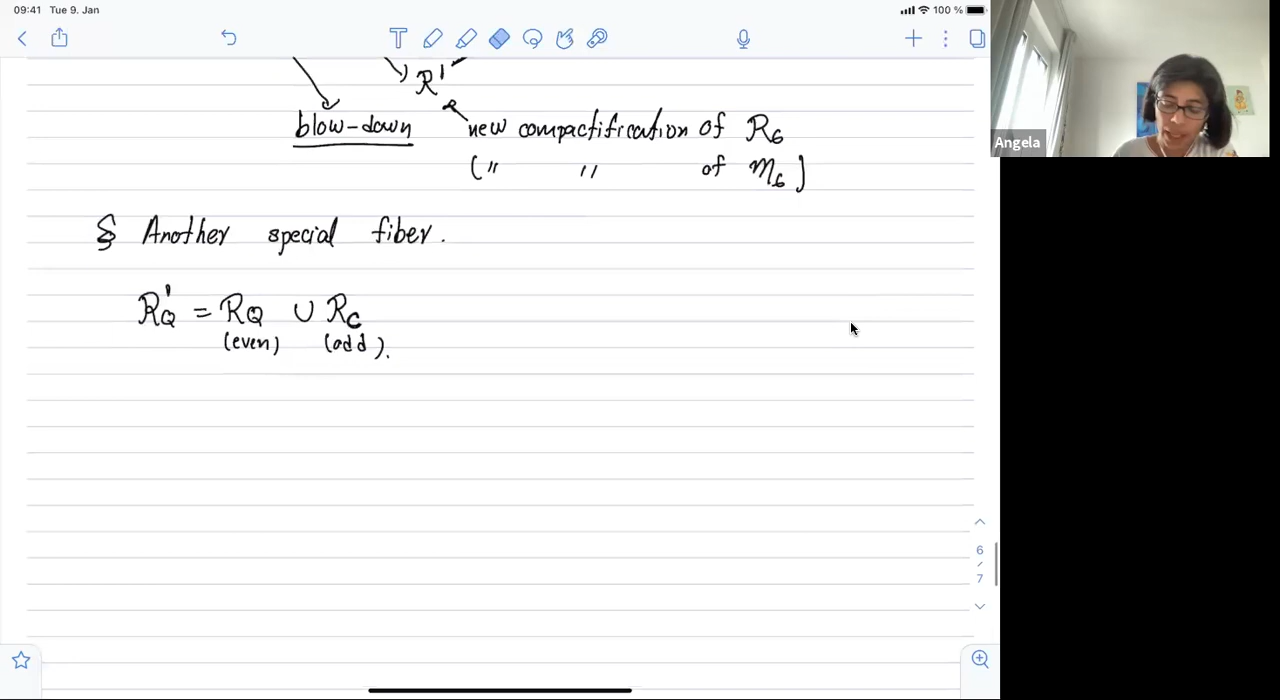 09:41 Tue 9. Jan
100 %
R'
blow-down new compactification of R6
(" " of M6)
§ Another special fiber.
R'Q = RQ ∪ RC
(even) (odd).
Angela
6
/
7